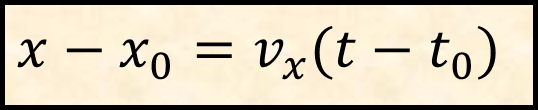 x − x₀ = vₓ(t − t₀)